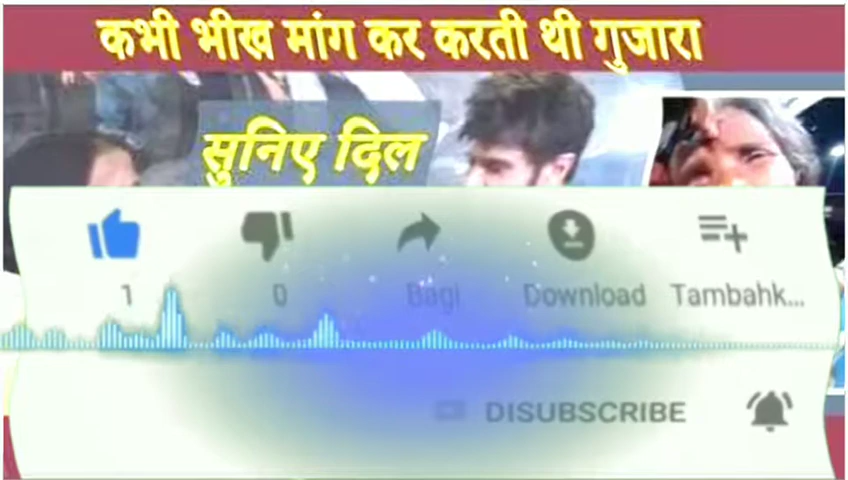 कभी भीख मांग कर करती थी गुजारा
सुनिए दिल
1 0 Bagi Download Tambahk...
DISUBSCRIBE